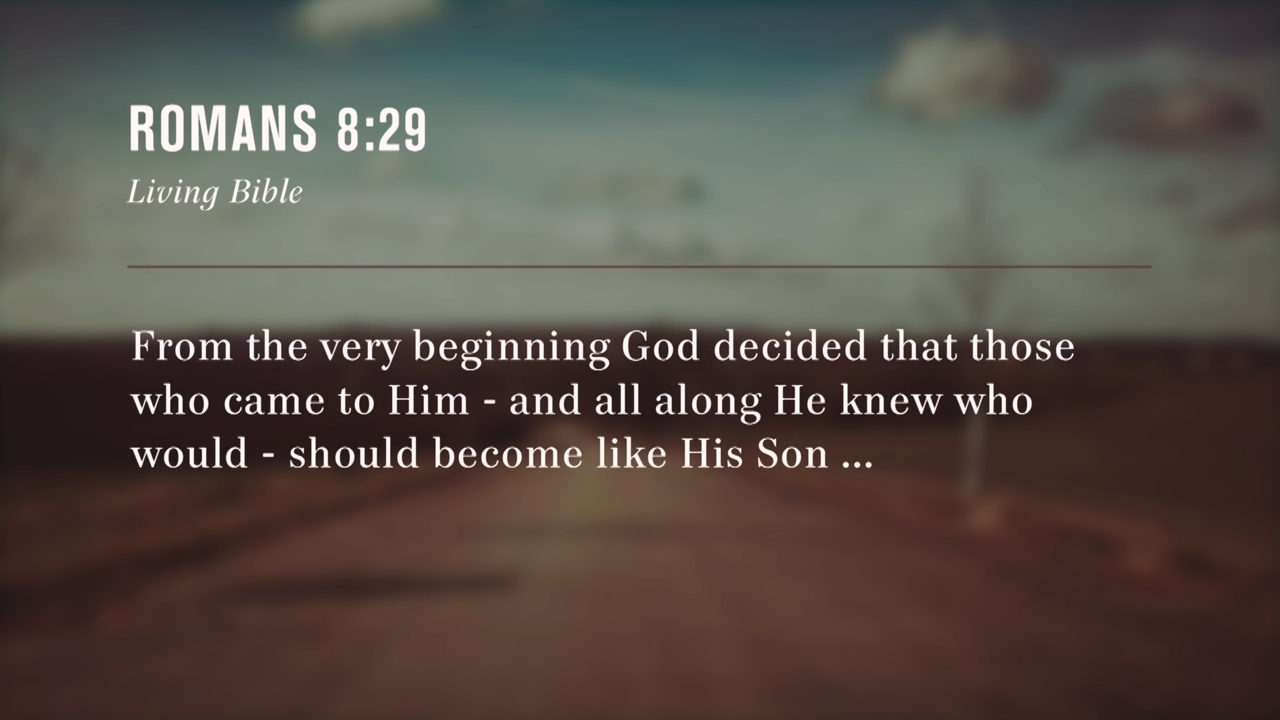 ROMANS 8:29
Living Bible
From the very beginning God decided that those
who came to Him - and all along He knew who
would - should become like His Son ...